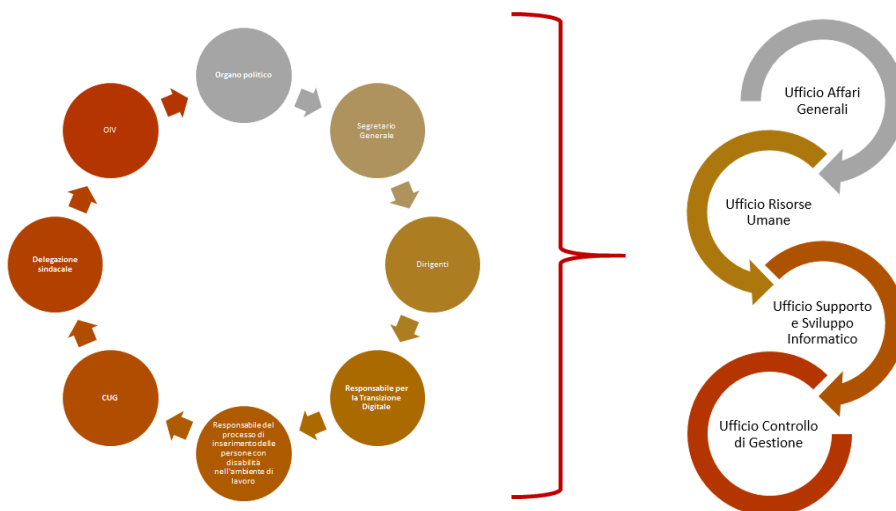 Organo politico
Segretario
Generale
Dirigenti
Responsabile per
la Transizione
Digitale
Responsabile del
processo di
inserimento delle
persone con
disabilità
nell'ambiente di
lavoro
CUG
Delegazione
sindacale
OIV
Ufficio Affari
Generali
Ufficio Risorse
Umane
Ufficio Supporto
e Sviluppo
Informatico
Ufficio Controllo
di Gestione